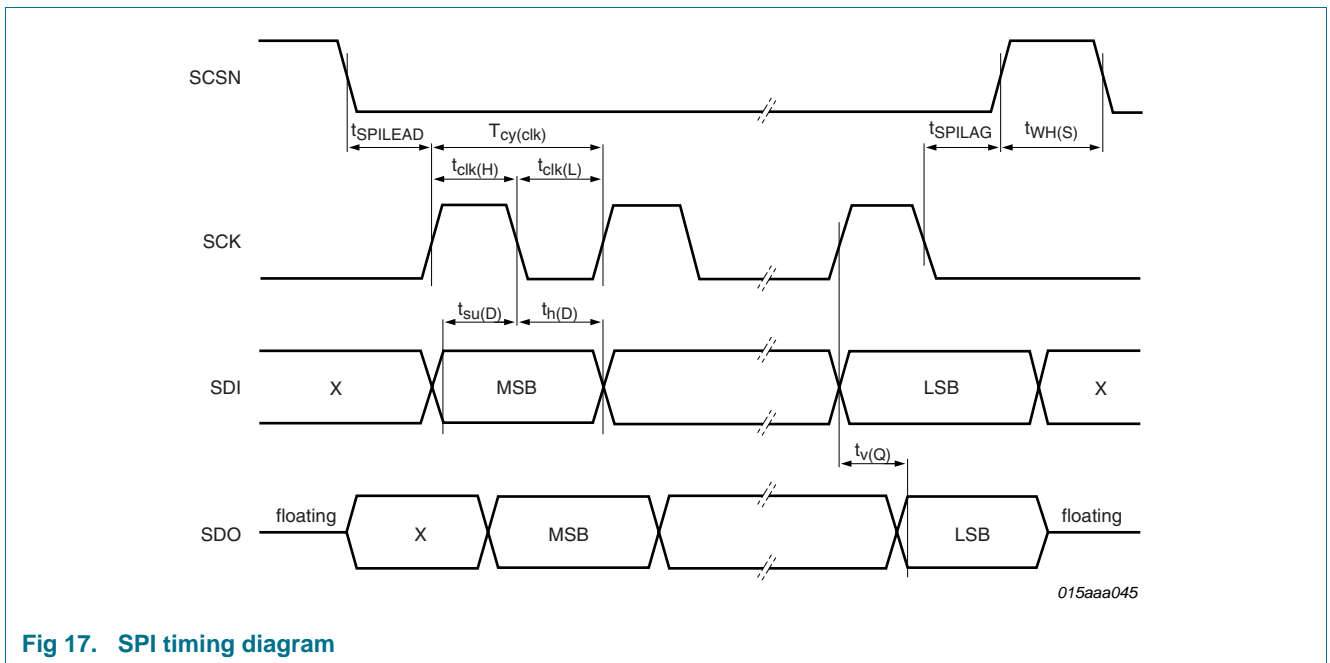 SCSN
tSPILEAD
Tcy(clk)
tSPILAG
tWH(S)
tclk(H)
tclk(L)
SCK
tsu(D)
th(D)
SDI
X
MSB
LSB
X
tv(Q)
floating
floating
SDO
X
MSB
LSB
015aaa045
Fig 17. SPI timing diagram